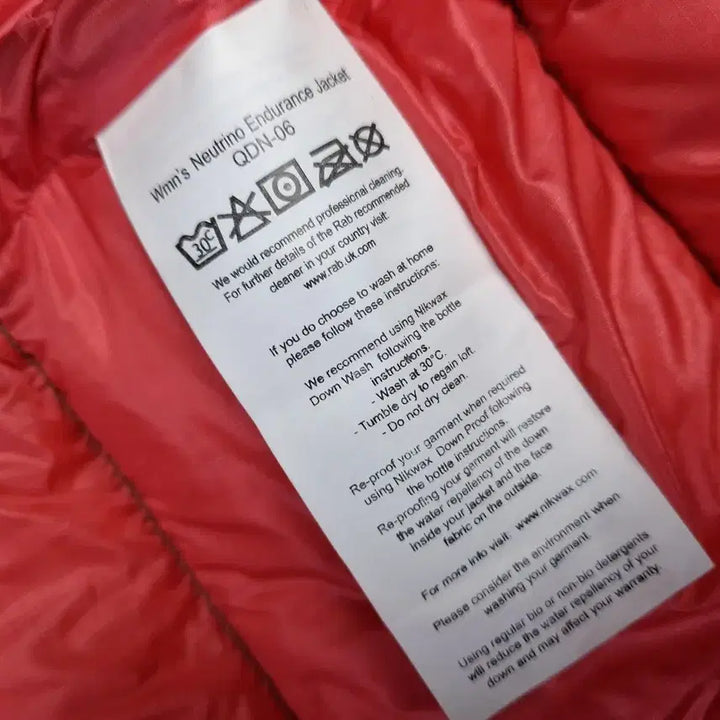 Wmn's Neutrino Endurance Jacket
QDN-06
30°C
We would recommend professional cleaning.
For further details of the Rab recommended
cleaner in your country visit:
www.rab.uk.com
If you do choose to wash at home
please follow these instructions:
We recommend using Nikwax
Down Wash following the bottle
instructions.
- Wash at 30°C.
- Tumble dry to regain loft.
- Do not dry clean.
Re-proof your garment when required
using Nikwax Down Proof following
the bottle instructions.
Re-proofing your garment will restore
the water repellency of the down
Inside your jacket and the face
fabric on the outside.
For more info visit: www.nikwax.com
Please consider the environment when
washing your garment.
Using regular bio or non-bio detergents
will reduce the water repellency of your
down and may affect your warranty.